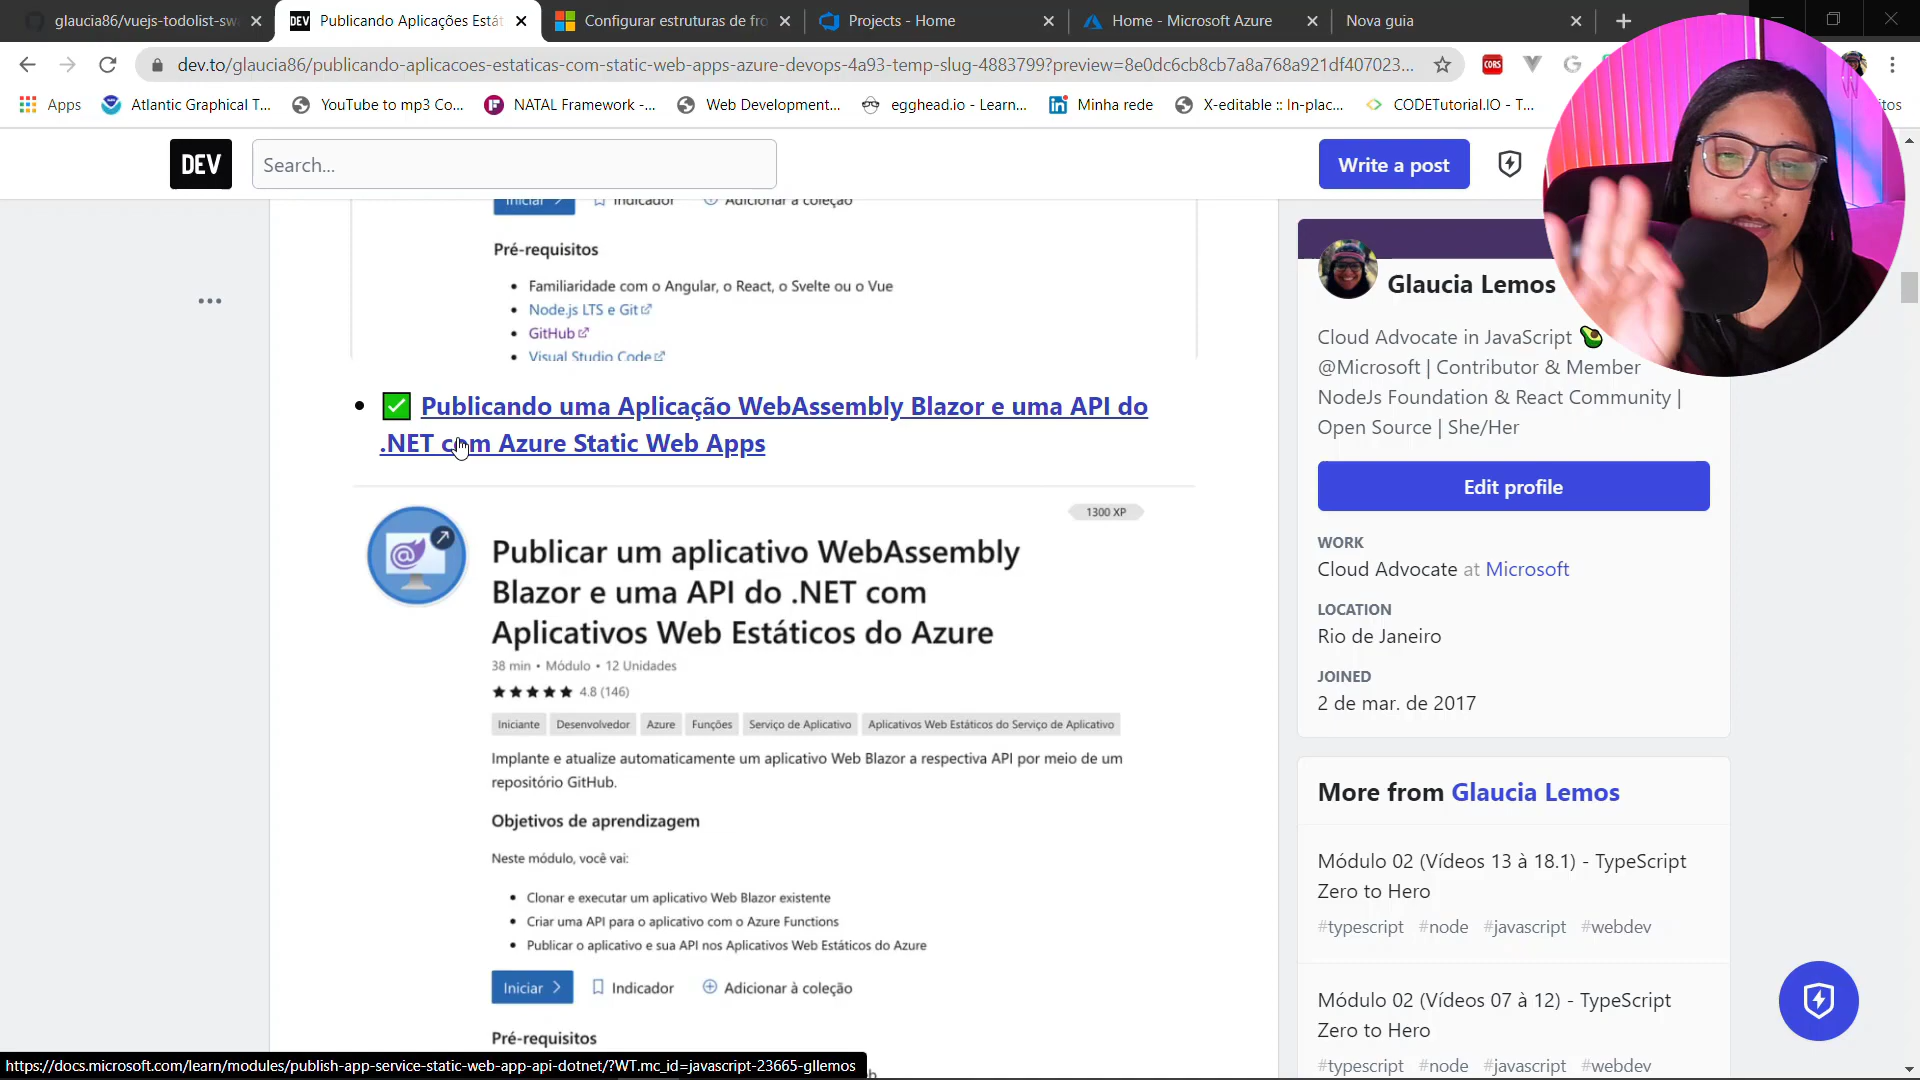 glaucia86/vuejs-todolist-sw
Publicando Aplicações Estát
Configurar estruturas de fro
Projects - Home
Home - Microsoft Azure
Nova guia
dev.to/glaucia86/publicando-aplicacoes-estaticas-com-static-web-apps-azure-devops-4a93-temp-slug-4883799?preview=8e0dc6cb8cb7a8a768a921df407023...
CORS
Apps
Atlantic Graphical T...
YouTube to mp3 Co...
NATAL Framework -...
Web Development...
egghead.io - Learn...
Minha rede
X-editable :: In-plac...
CODETutorial.IO - T...
itos
DEV
Search...
Write a post
Iniciar
Indicador
Adicionar à coleção
Pré-requisitos
• Familiaridade com o Angular, o React, o Svelte ou o Vue
• Node.js LTS e Git
• GitHub
• Visual Studio Code
• ✅ Publicando uma Aplicação WebAssembly Blazor e uma API do
.NET com Azure Static Web Apps
1300 XP
Publicar um aplicativo WebAssembly
Blazor e uma API do .NET com
Aplicativos Web Estáticos do Azure
38 min • Módulo • 12 Unidades
★★★★★ 4.8 (146)
Iniciante
Desenvolvedor
Azure
Funções
Serviço de Aplicativo
Aplicativos Web Estáticos do Serviço de Aplicativo
Implante e atualize automaticamente um aplicativo Web Blazor a respectiva API por meio de um
repositório GitHub.
Objetivos de aprendizagem
Neste módulo, você vai:
• Clonar e executar um aplicativo Web Blazor existente
• Criar uma API para o aplicativo com o Azure Functions
• Publicar o aplicativo e sua API nos Aplicativos Web Estáticos do Azure
Iniciar
Indicador
Adicionar à coleção
Pré-requisitos
https://docs.microsoft.com/learn/modules/publish-app-service-static-web-app-api-dotnet/?WT.mc_id=javascript-23665-gllemos
Glaucia Lemos
Cloud Advocate in JavaScript 🥑
@Microsoft | Contributor & Member
NodeJs Foundation & React Community |
Open Source | She/Her
Edit profile
WORK
Cloud Advocate at Microsoft
LOCATION
Rio de Janeiro
JOINED
2 de mar. de 2017
More from Glaucia Lemos
Módulo 02 (Vídeos 13 à 18.1) - TypeScript
Zero to Hero
#typescript #node #javascript #webdev
Módulo 02 (Vídeos 07 à 12) - TypeScript
Zero to Hero
#typescript #node #javascript #webdev